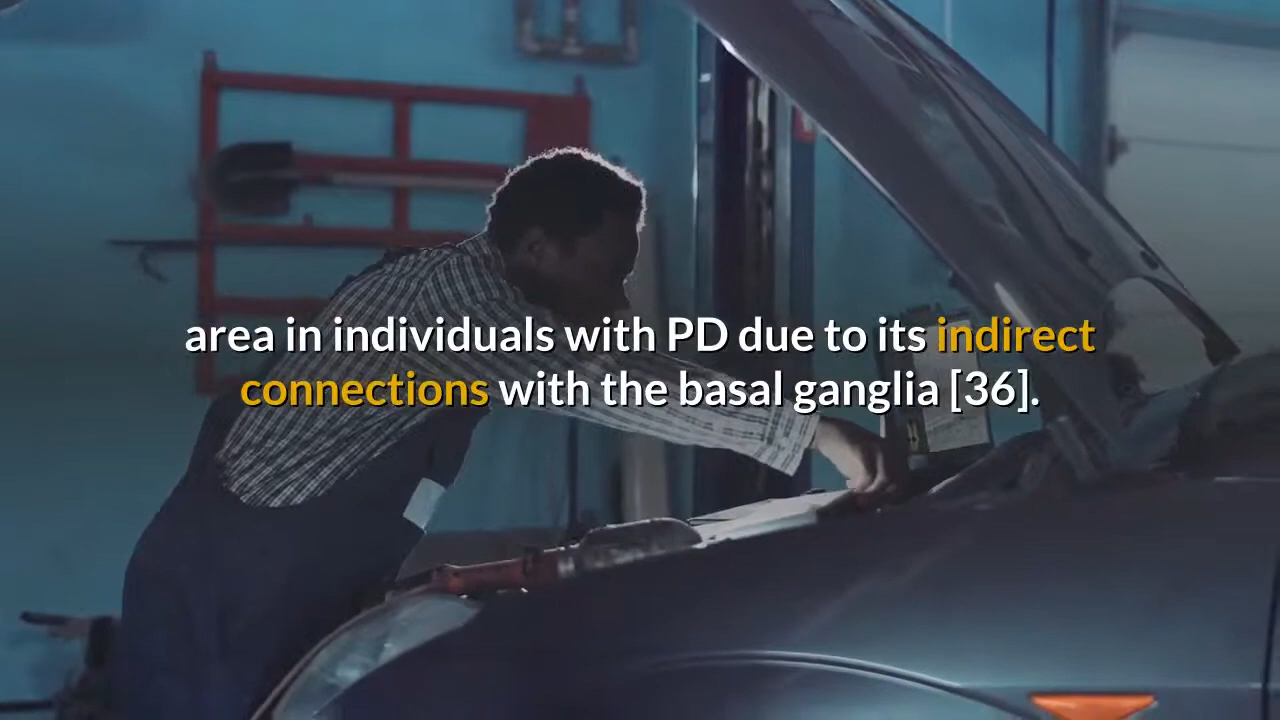 area in individuals with PD due to its indirect
connections with the basal ganglia [36].